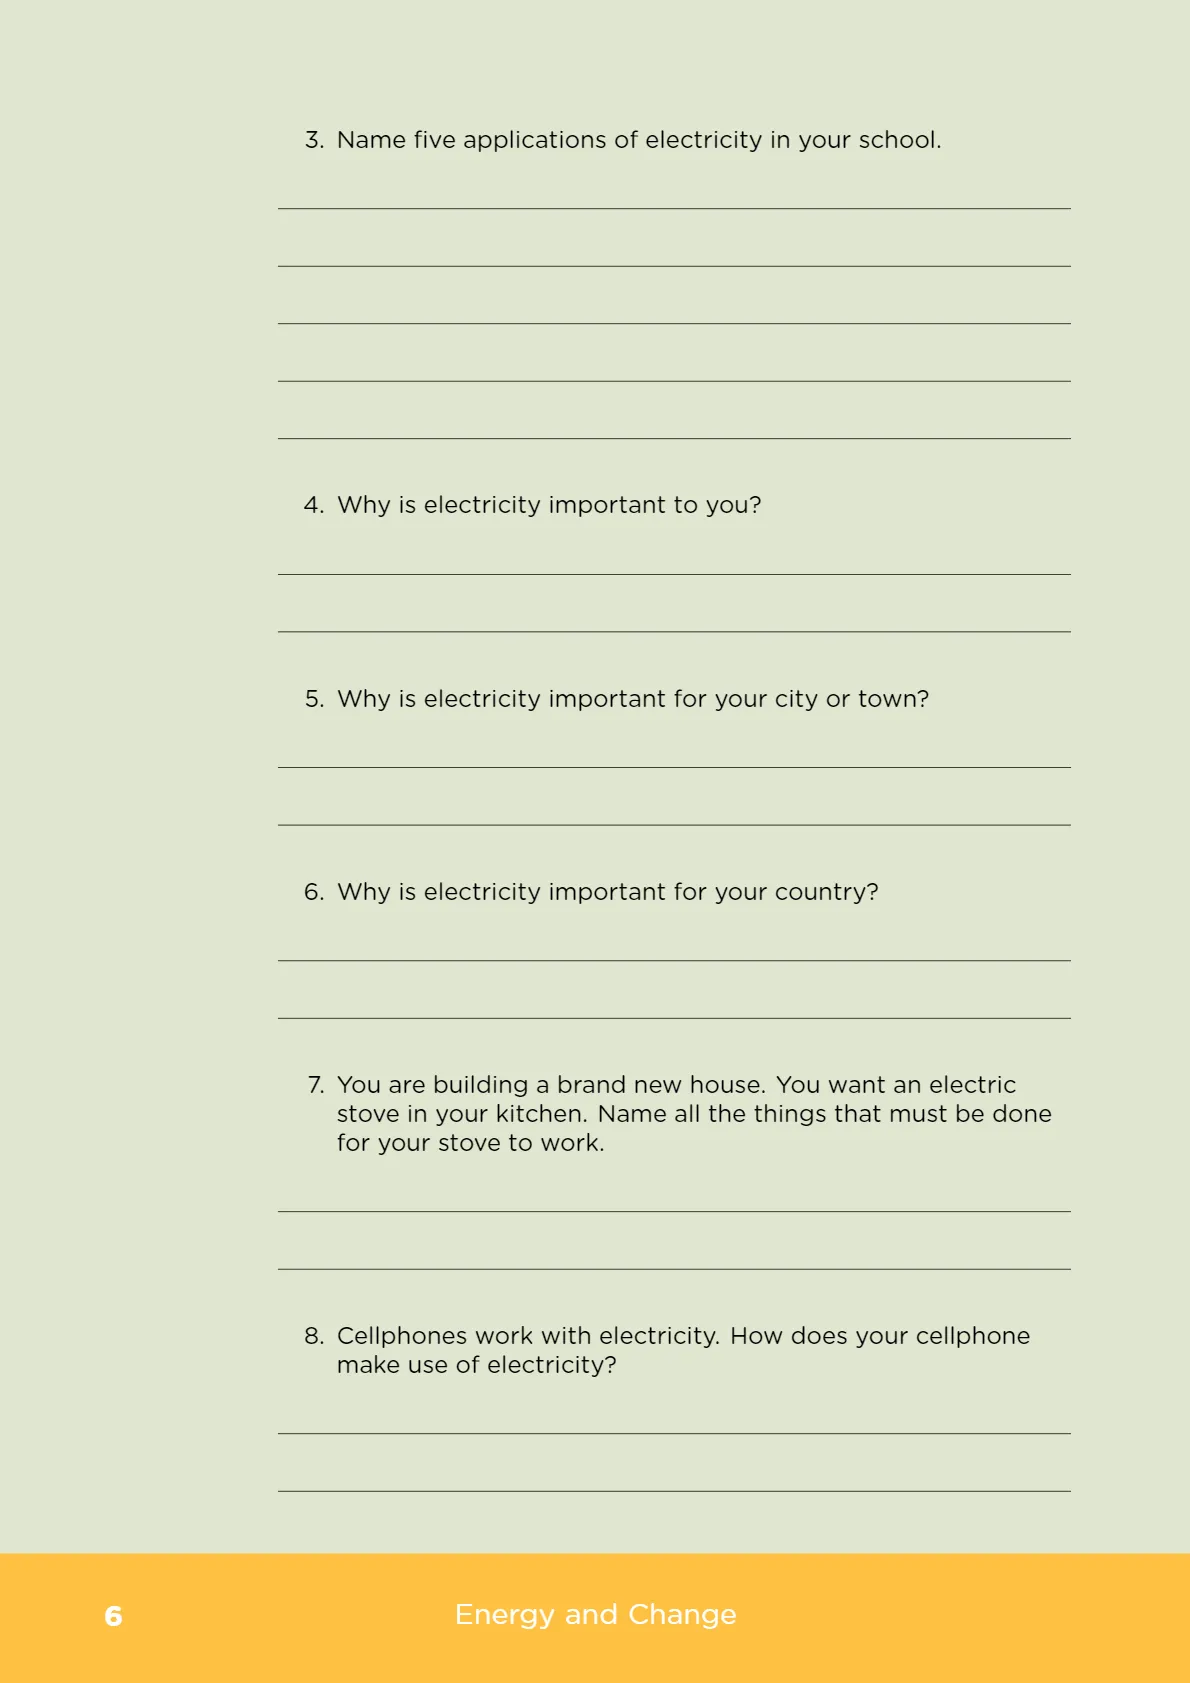 3. Name five applications of electricity in your school.
4. Why is electricity important to you?
5. Why is electricity important for your city or town?
6. Why is electricity important for your country?
7. You are building a brand new house. You want an electric
stove in your kitchen. Name all the things that must be done
for your stove to work.
8. Cellphones work with electricity. How does your cellphone
make use of electricity?
6 Energy and Change